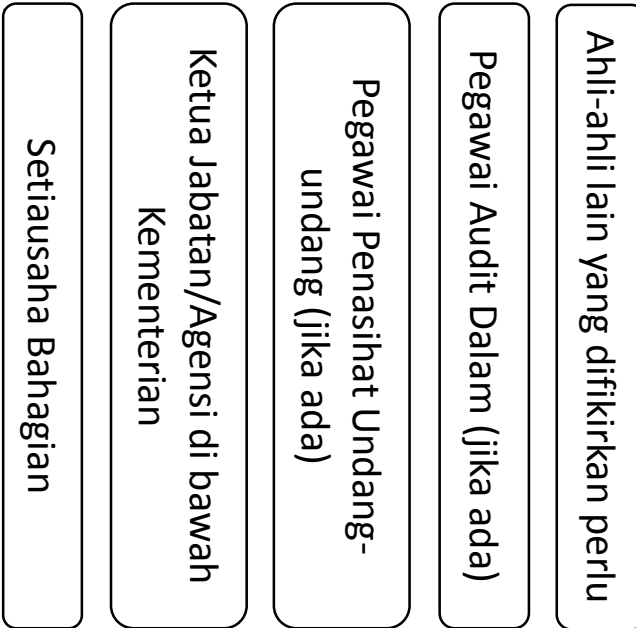 Ahli-ahli lain yang difikirkan perlu
Pegawai Audit Dalam (jika ada)
Pegawai Penasihat Undang-
undang (jika ada)
Ketua Jabatan/Agensi di bawah
Kementerian
Setiausaha Bahagian